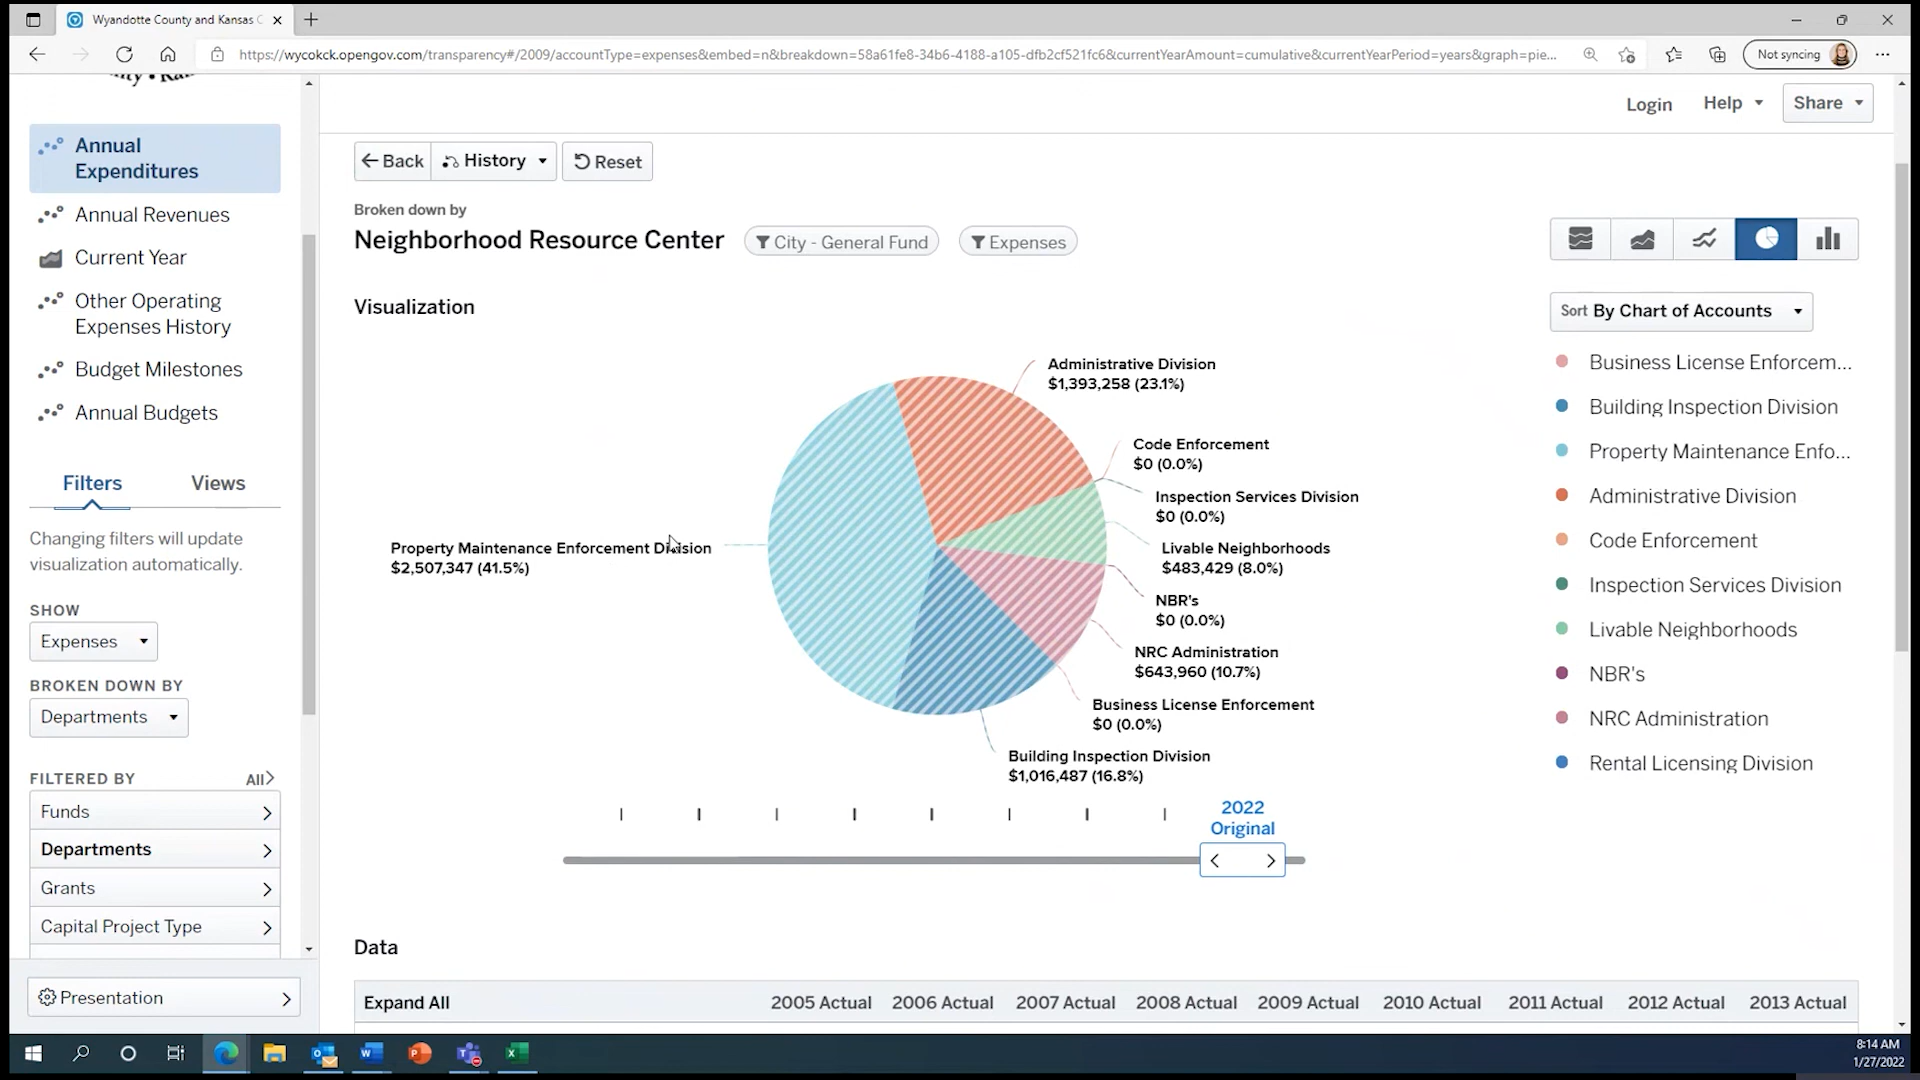 Wyandotte County and Kansas C
https://wycokck.opengov.com/transparency#/2009/accountType=expenses&embed=n&breakdown=58a61fe8-34b6-4188-a105-dfb2cf521fc6&currentYearAmount=cumulative&currentYearPeriod=years&graph=pie...
Not syncing
Login
Help
Share
Annual
Expenditures
Annual Revenues
Current Year
Other Operating
Expenses History
Budget Milestones
Annual Budgets
Filters
Views
Changing filters will update
visualization automatically.
SHOW
Expenses
BROKEN DOWN BY
Departments
FILTERED BY
All
Funds
Departments
Grants
Capital Project Type
Presentation
Back
History
Reset
Broken down by
Neighborhood Resource Center
City - General Fund
Expenses
Visualization
Administrative Division
$1,393,258 (23.1%)
Code Enforcement
$0 (0.0%)
Inspection Services Division
$0 (0.0%)
Livable Neighborhoods
$483,429 (8.0%)
NBR's
$0 (0.0%)
NRC Administration
$643,960 (10.7%)
Business License Enforcement
$0 (0.0%)
Building Inspection Division
$1,016,487 (16.8%)
Property Maintenance Enforcement Division
$2,507,347 (41.5%)
2022
Original
Sort By Chart of Accounts
Business License Enforcem...
Building Inspection Division
Property Maintenance Enfo...
Administrative Division
Code Enforcement
Inspection Services Division
Livable Neighborhoods
NBR's
NRC Administration
Rental Licensing Division
Data
Expand All 2005 Actual 2006 Actual 2007 Actual 2008 Actual 2009 Actual 2010 Actual 2011 Actual 2012 Actual 2013 Actual
8:14 AM
1/27/2022